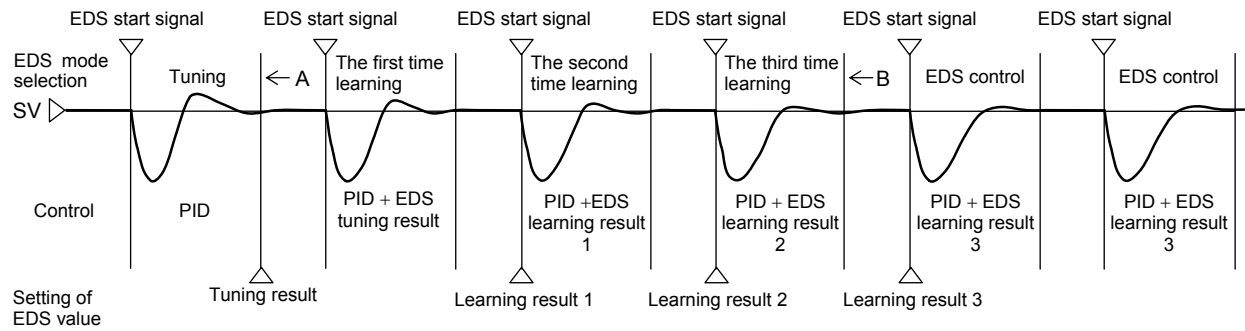 EDS start signal
EDS start signal
EDS start signal
EDS start signal
EDS start signal
EDS start signal
EDS mode
selection
Tuning
A
The first time
learning
The second
time learning
The third time
learning
B
EDS control
EDS control
SV
Control
PID
PID + EDS
tuning result
PID +EDS
learning result
1
PID + EDS
learning result
2
PID + EDS
learning result
3
PID + EDS
learning result
3
Setting of
EDS value
Tuning result
Learning result 1
Learning result 2
Learning result 3